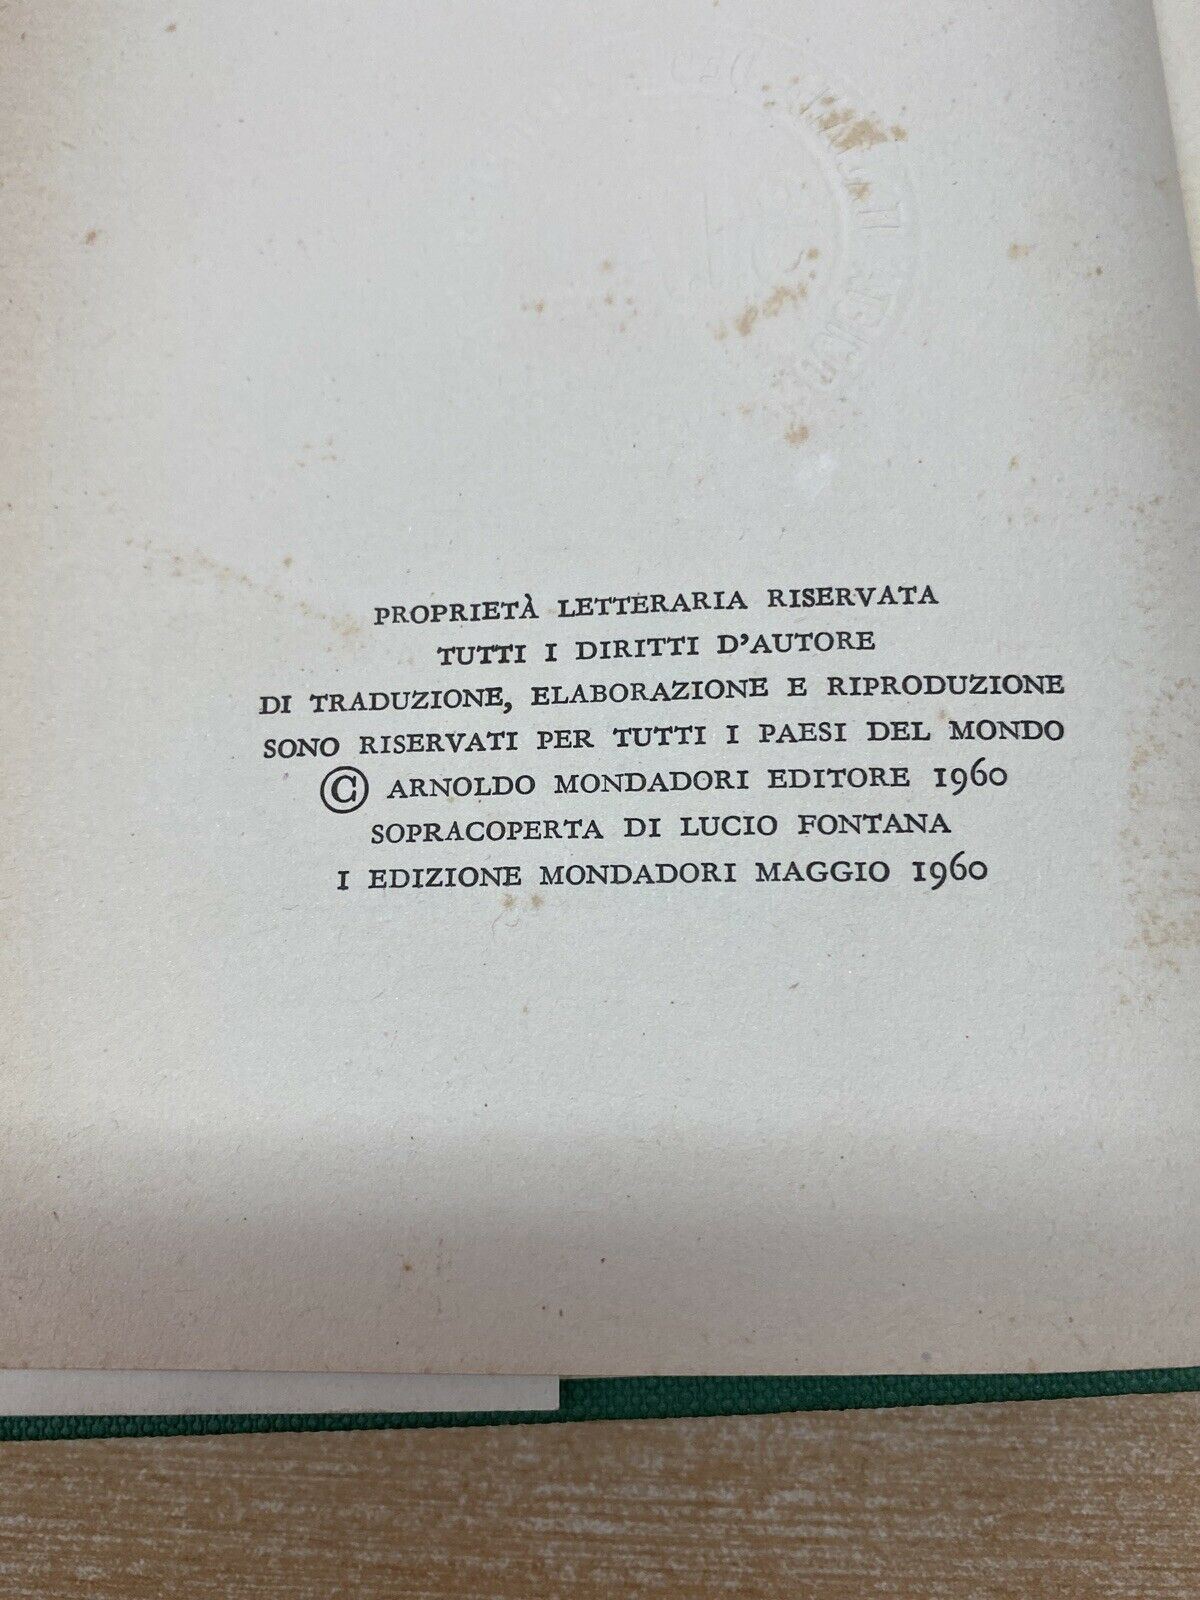 PROPRIETÀ LETTERARIA RISERVATA
TUTTI I DIRITTI D'AUTORE
DI TRADUZIONE, ELABORAZIONE E RIPRODUZIONE
SONO RISERVATI PER TUTTI I PAESI DEL MONDO
© ARNOLDO MONDADORI EDITORE 1960
SOPRACOPERTA DI LUCIO FONTANA
I EDIZIONE MONDADORI MAGGIO 1960